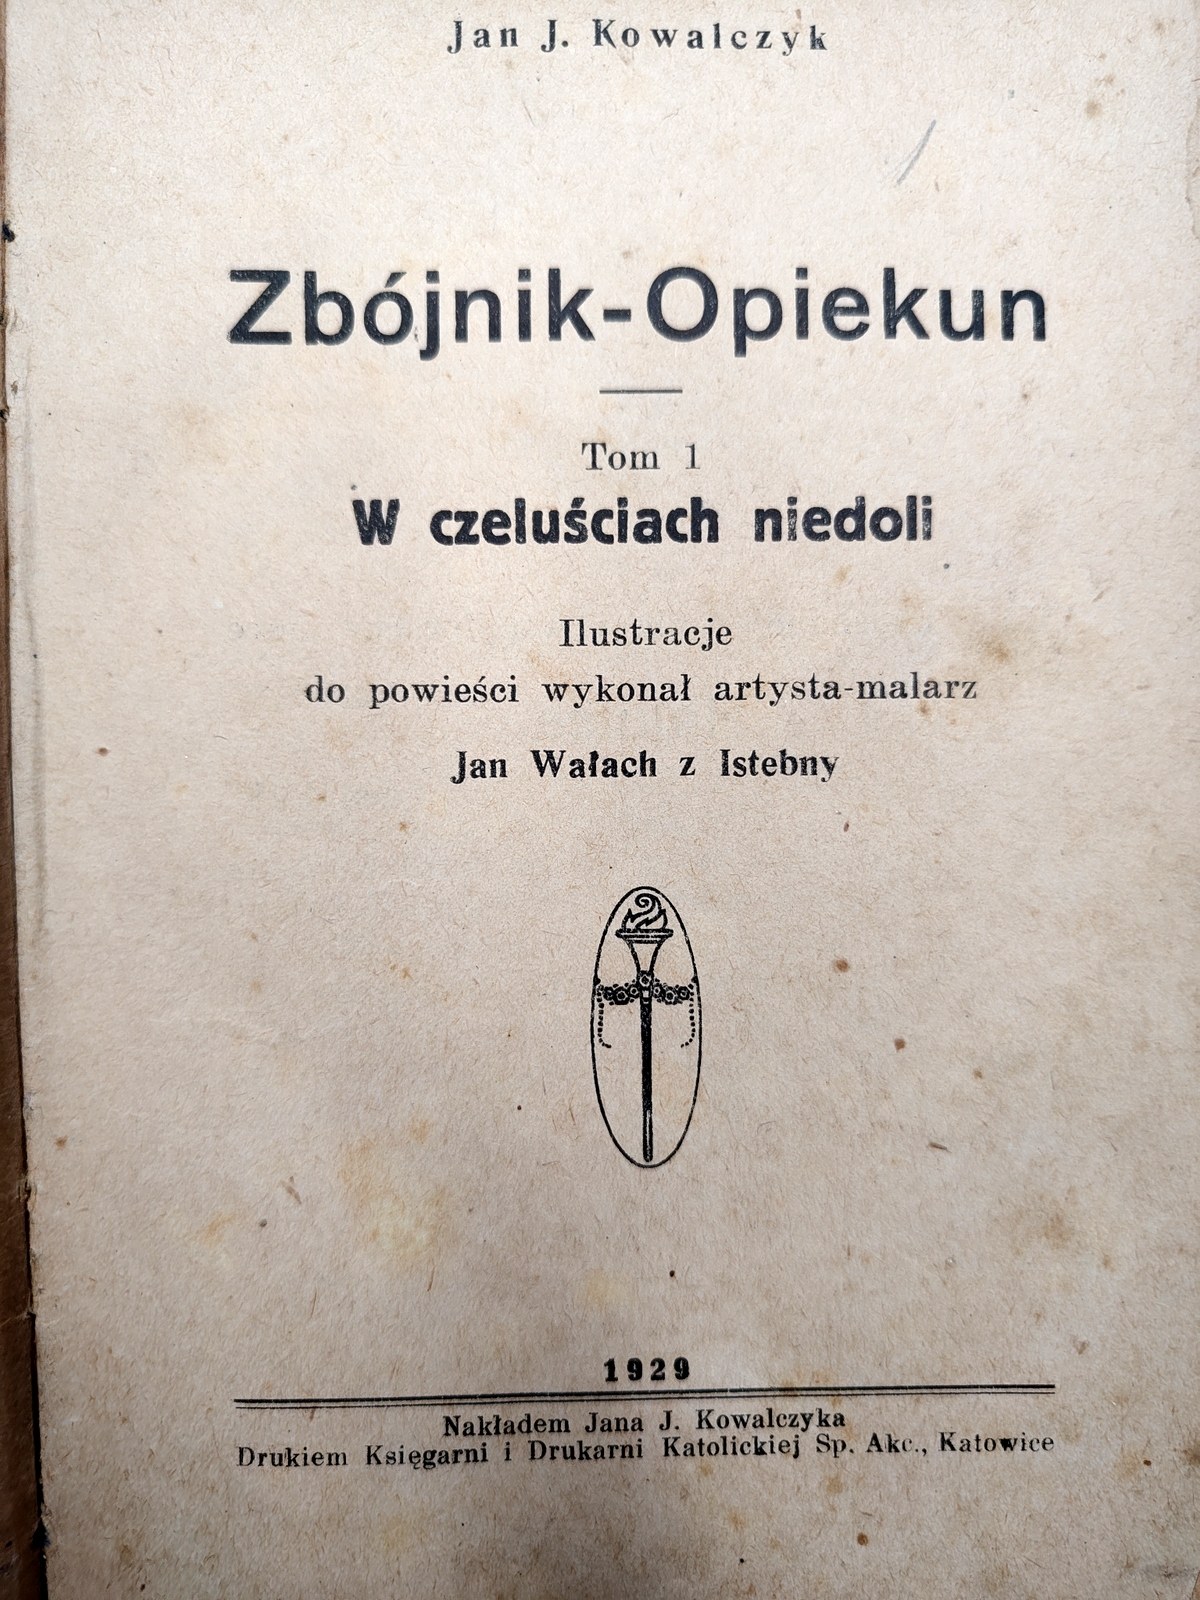 Jan J. Kowalczyk
Zbójnik-Opiekun
Tom 1
W czeluściach niedoli
Ilustracje
do powieści wykonał artysta-malarz
Jan Wałach z Istebny
1929
Nakładem Jana J. Kowalczyka
Drukiem Księgarni i Drukarni Katolickiej Sp. Akc., Katowice